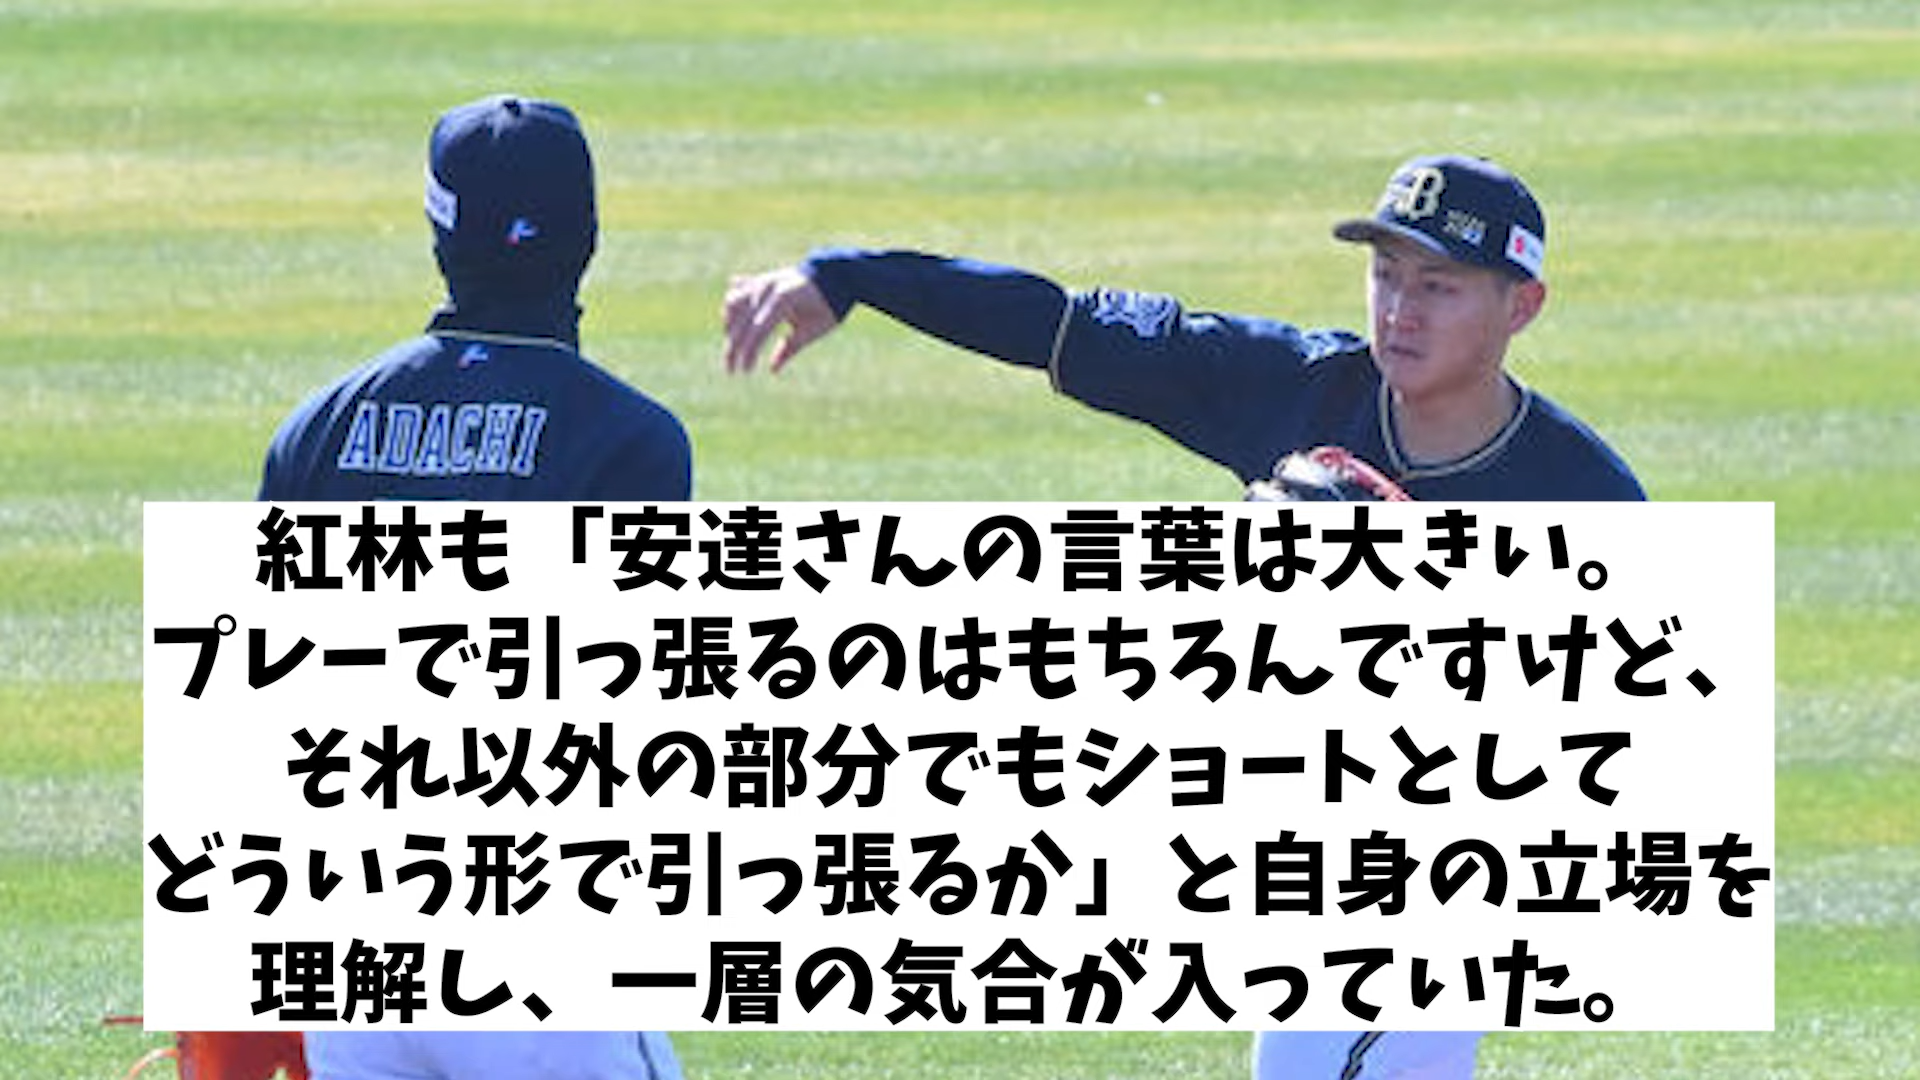 ADACHI
B
紅林も「安達さんの言葉は大きい。
プレーで引っ張るのはもちろんですけど、
それ以外の部分でもショートとして
どういう形で引っ張るか」と自身の立場を
理解し、一層の気合が入っていた。